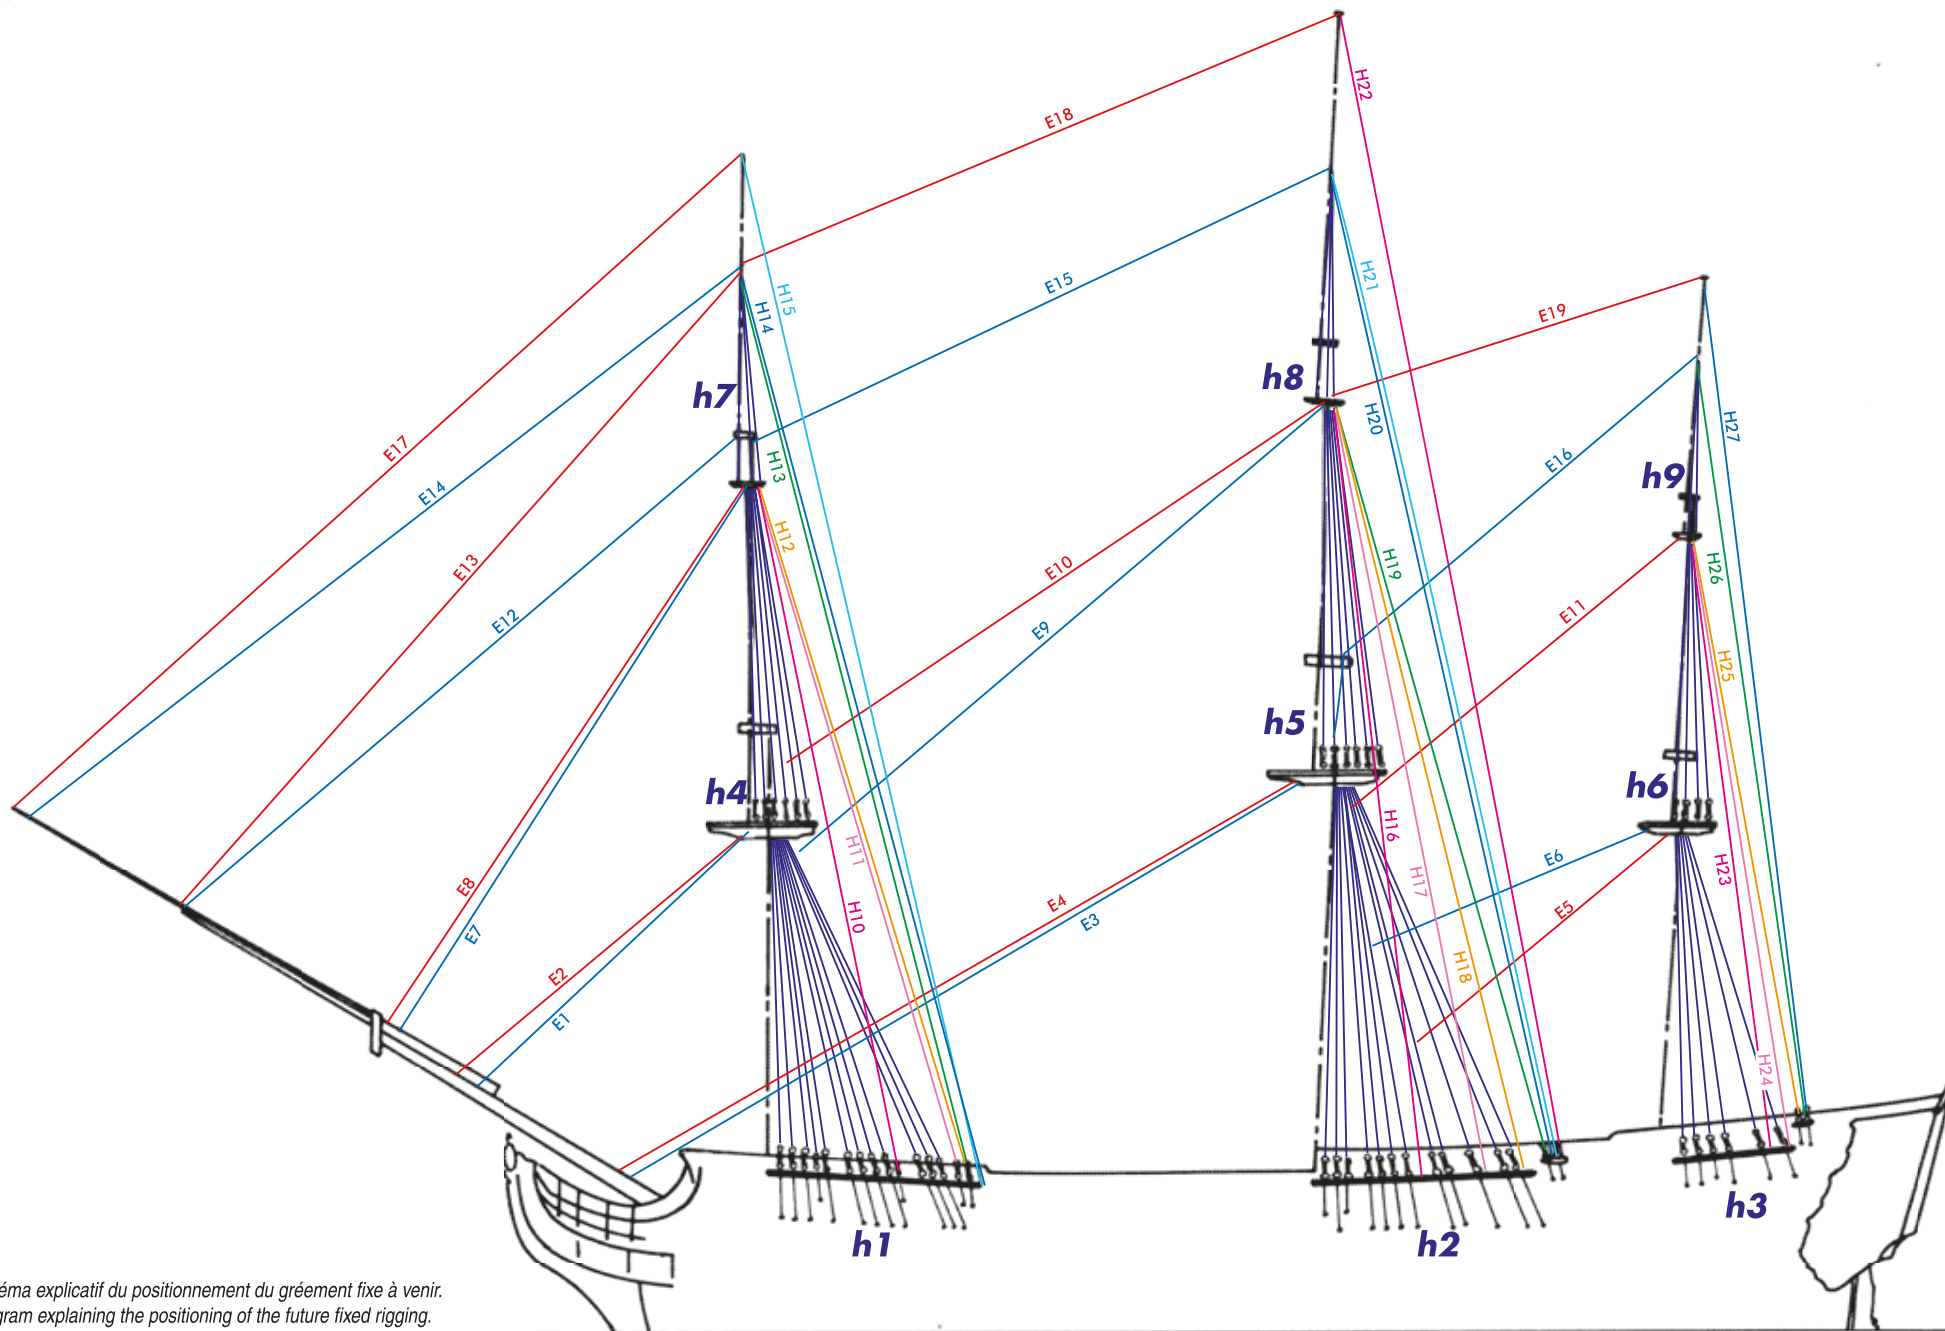 H22
E18
H21
E15
H15
H14
E19
h8
h7
H20
H27
E17
H13
E16
h9
E14
H12
H19
E10
E13
H26
E11
E12
E9
H25
h5
h6
h4
H16
H11
E6
H23
H17
E8
E4
H10
E5
E3
E7
H18
E2
E1
H24
h3
h1
h2
éma explicatif du positionnement du gréement fixe à venir.
gram explaining the positioning of the future fixed rigging.